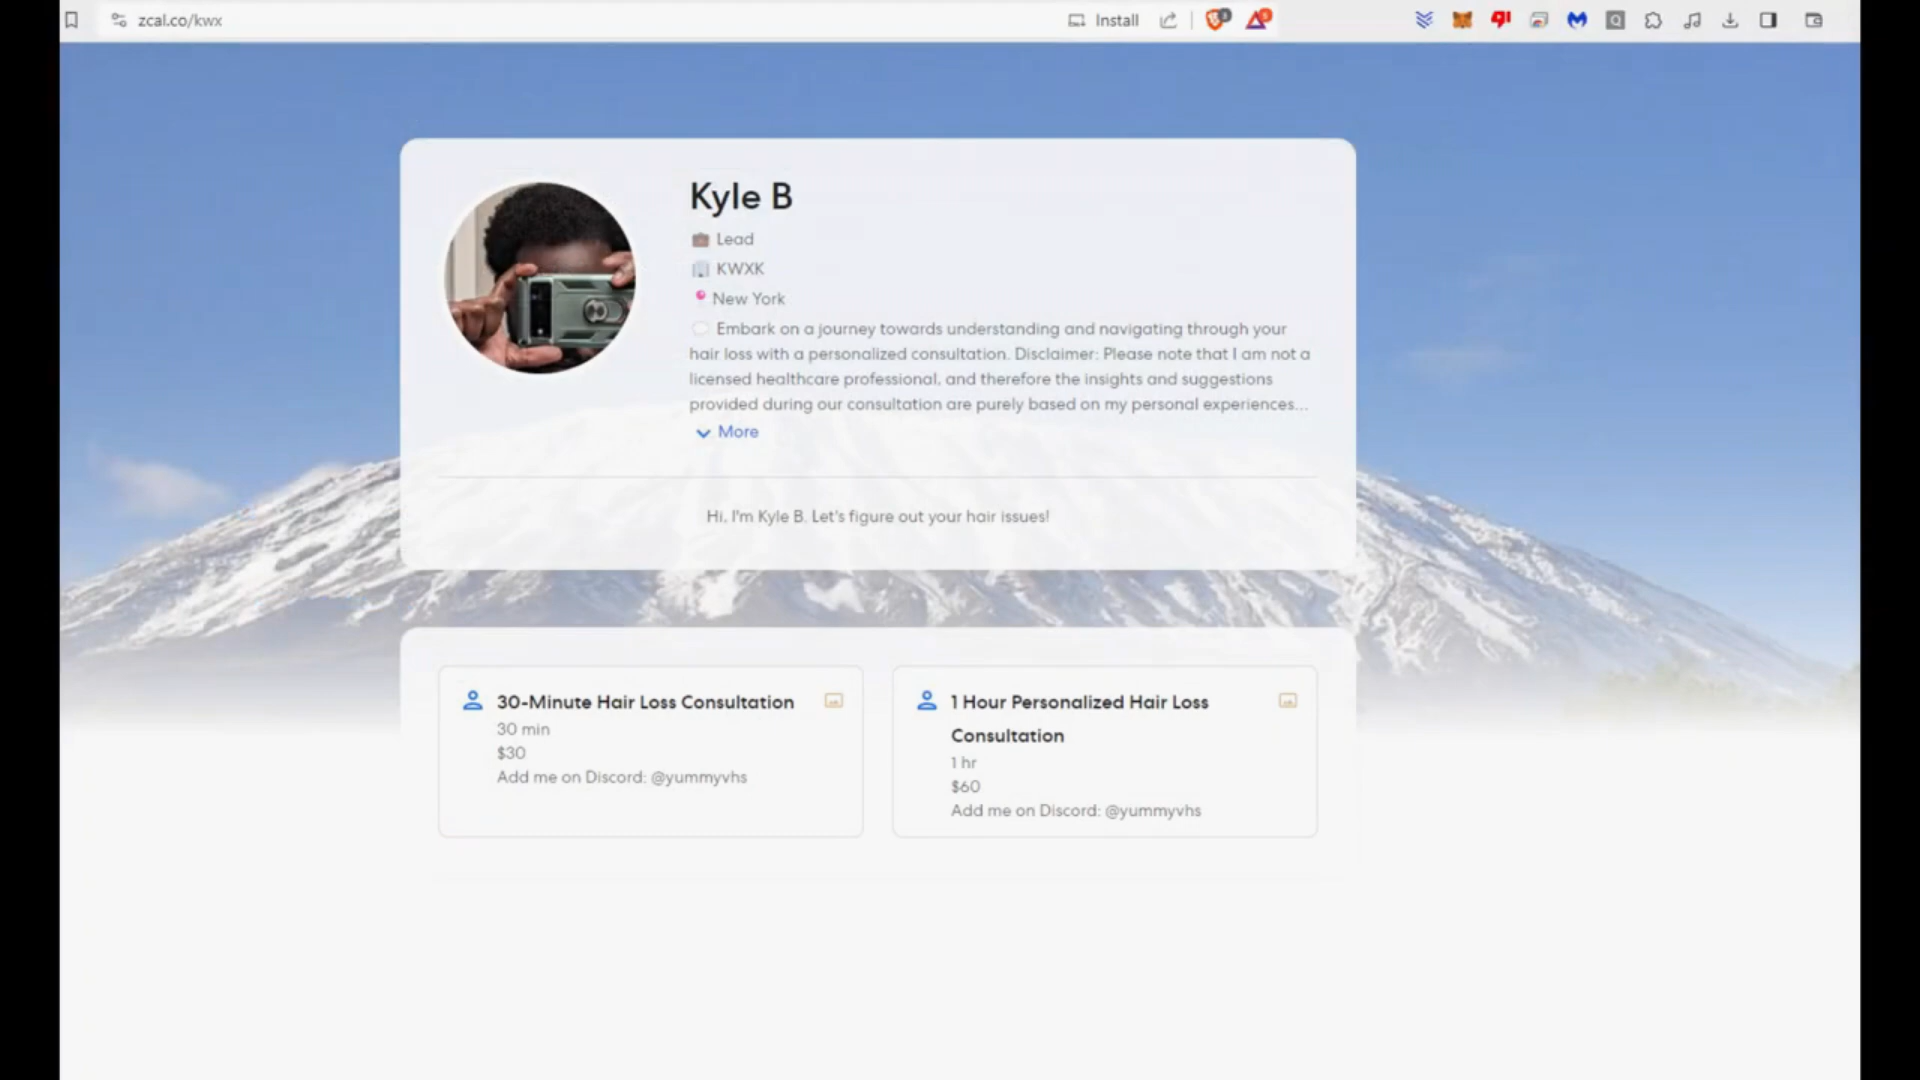 zcal.co/kwx
Install
Kyle B
Lead
KWXK
New York
Embark on a journey towards understanding and navigating through your
hair loss with a personalized consultation. Disclaimer: Please note that I am not a
licensed healthcare professional, and therefore the insights and suggestions
provided during our consultation are purely based on my personal experiences...
More
Hi, I'm Kyle B. Let's figure out your hair issues!
30-Minute Hair Loss Consultation
30 min
$30
Add me on Discord: @yummyvhs
1 Hour Personalized Hair Loss
Consultation
1 hr
$60
Add me on Discord: @yummyvhs